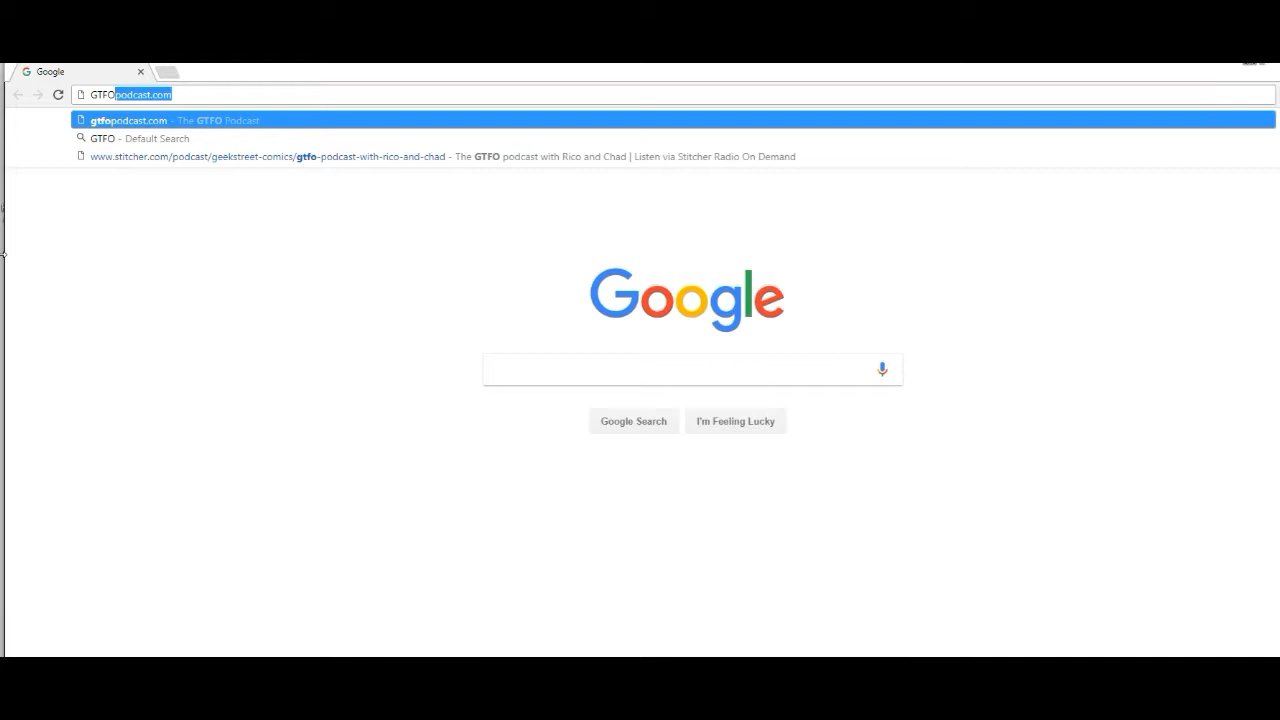 Google
GTFOpodcast.com
gtfopodcast.com - The GTFO Podcast
GTFO - Default Search
www.stitcher.com/podcast/geekstreet-comics/gtfo-podcast-with-rico-and-chad - The GTFO podcast with Rico and Chad | Listen via Stitcher Radio On Demand
Google
Google Search I'm Feeling Lucky